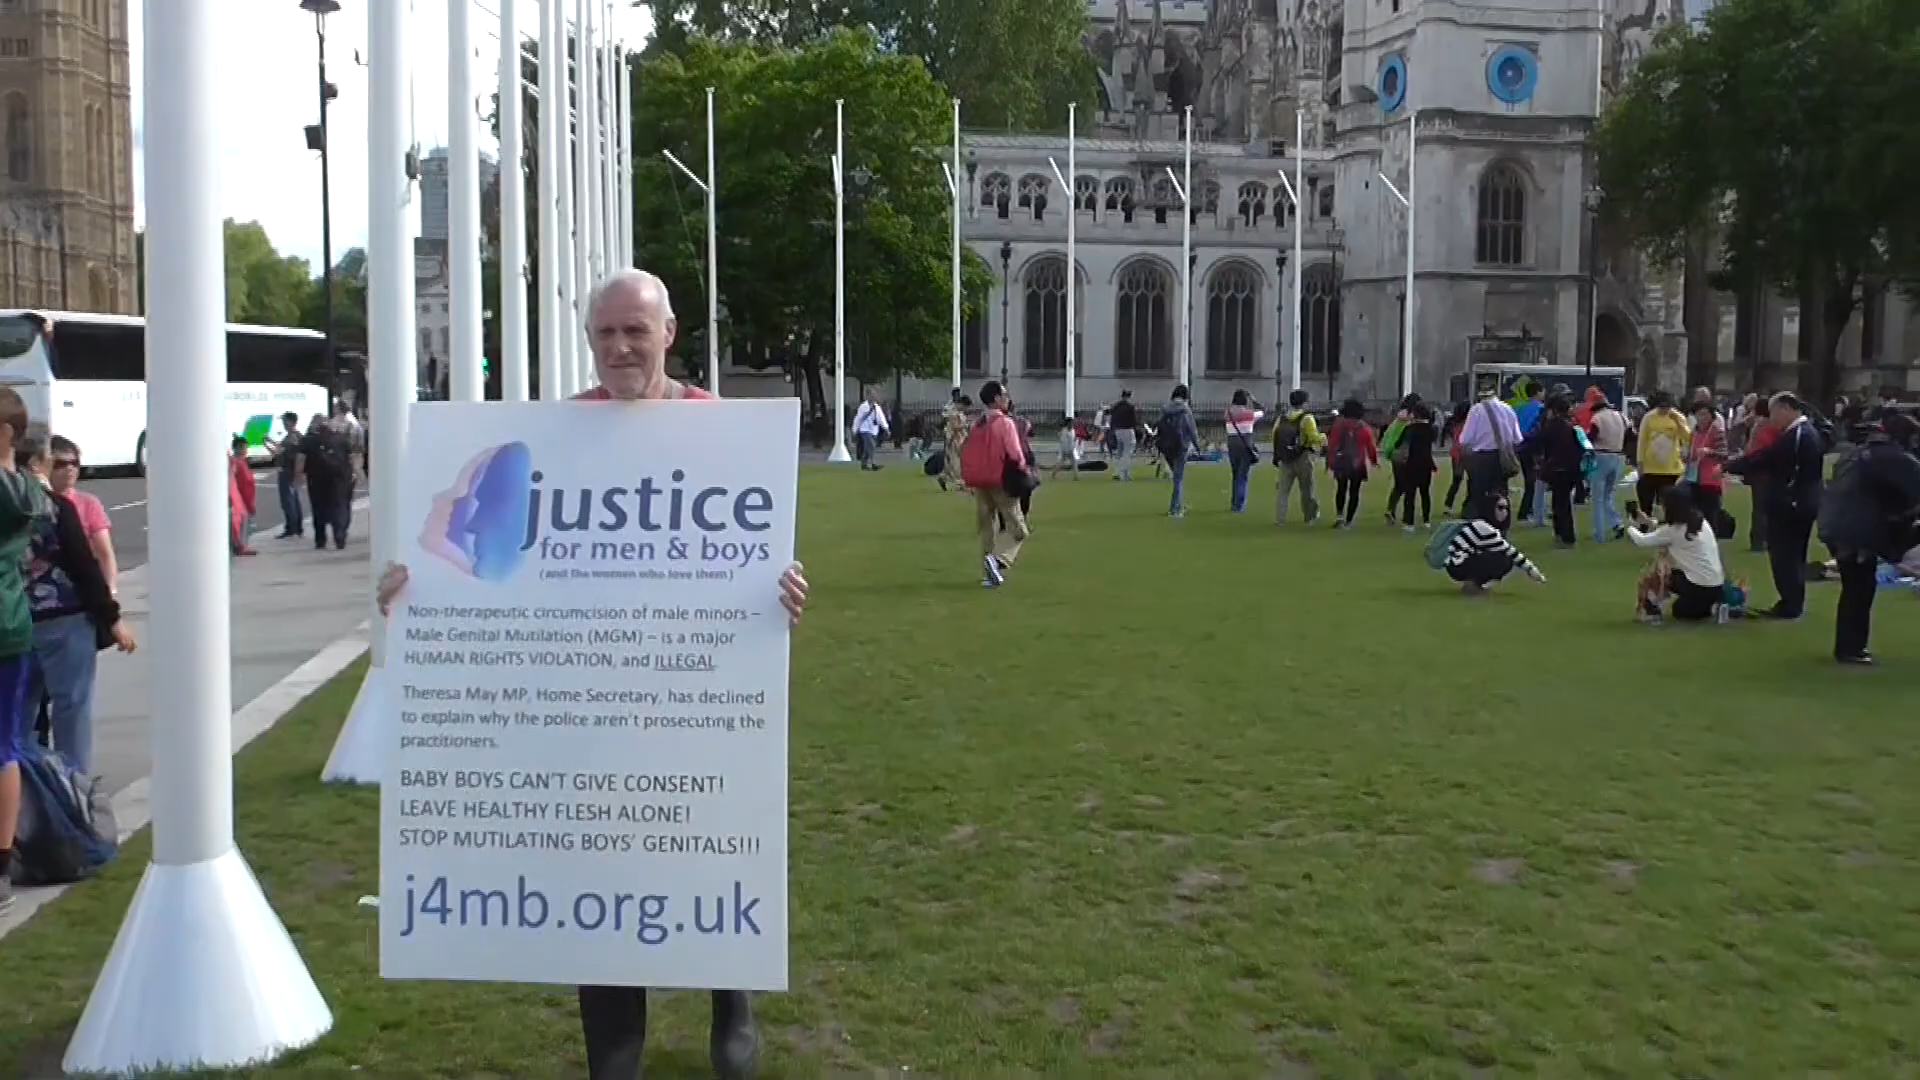 justice
for men & boys
(and the women who love them)
Non-therapeutic circumcision of male minors –
Male Genital Mutilation (MGM) – is a major
HUMAN RIGHTS VIOLATION, and ILLEGAL.
Theresa May MP, Home Secretary, has declined
to explain why the police aren't prosecuting the
practitioners.
BABY BOYS CAN'T GIVE CONSENT!
LEAVE HEALTHY FLESH ALONE!
STOP MUTILATING BOYS' GENITALS!!!
j4mb.org.uk